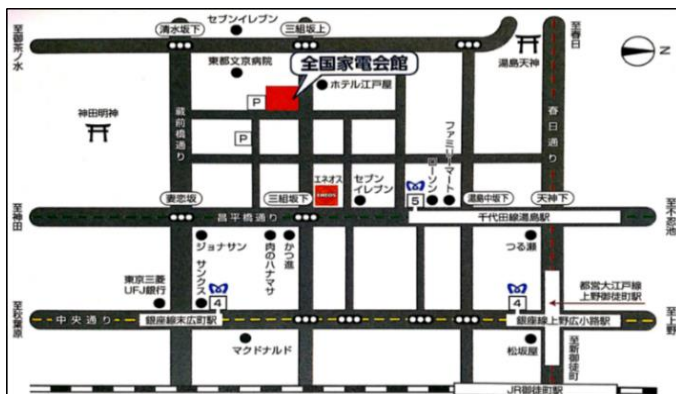 セブンイレブン
清水坂下
三組坂上
至御茶ノ水
至春日
東都文京病院
全国家電会館
湯島天神
N
P
ホテル江戸屋
神田明神
蔵前橋通り
P
ファミリーマート
ローソン
春日通り
エネオス
セブン
イレブン
妻恋坂
三組坂下
5
湯島中坂下
天神下
至神田
昌平橋通り
千代田線湯島駅
至不忍池
ジョナサン
肉のハナマサ
かつ進
つる瀬
サンクス
東京三菱
UFJ銀行
4
4
都営大江戸線
上野御徒町駅
至秋葉原
中央通り
銀座線末広町駅
銀座線上野広小路駅
至上野
マクドナルド
松坂屋
至新御徒町
JR御徒町駅